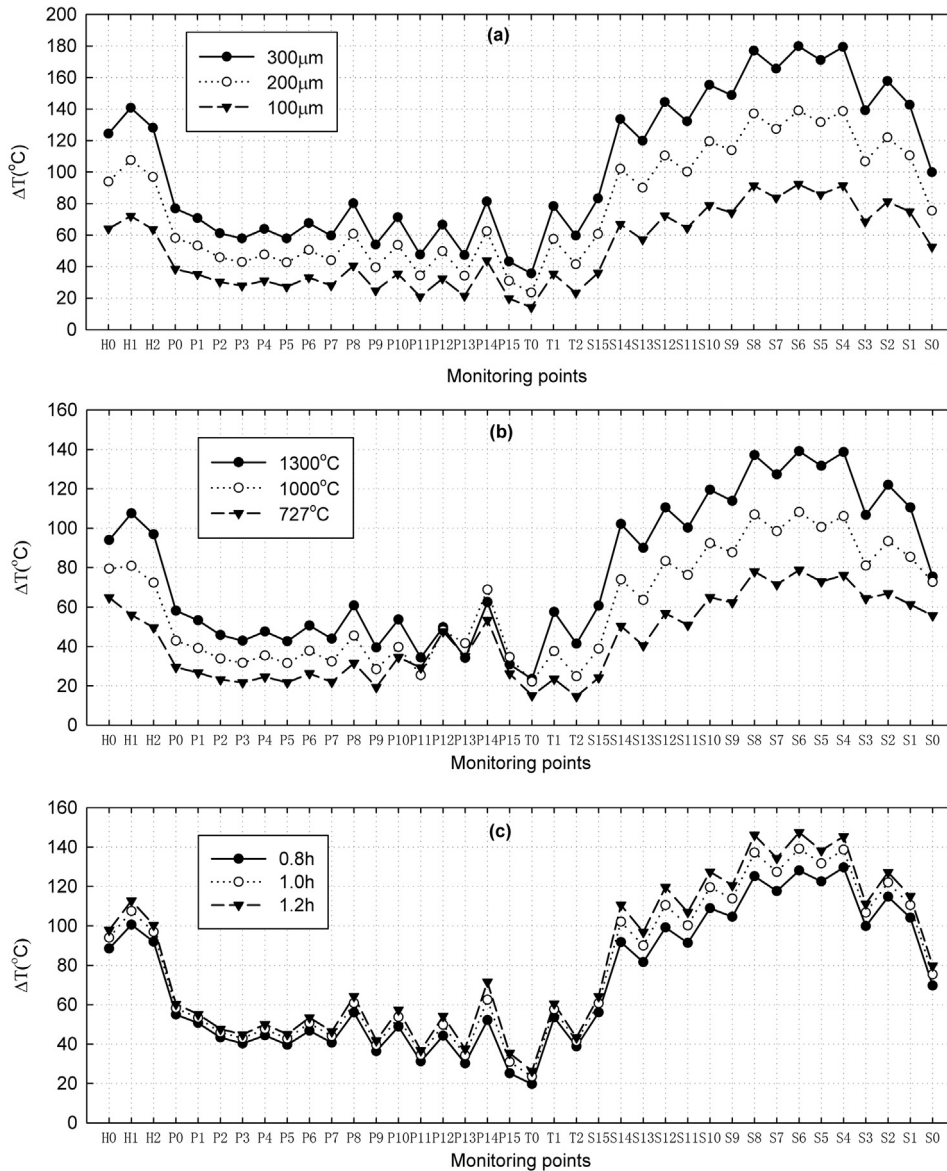 (a)
300μm
200μm
100μm
ΔT(°C)
200
180
160
140
120
100
80
60
40
20
0
H0 H1 H2 P0 P1 P2 P3 P4 P5 P6 P7 P8 P9 P10 P11 P12 P13 P14 P15 T0 T1 T2 S15 S14 S13 S12 S11 S10 S9 S8 S7 S6 S5 S4 S3 S2 S1 S0
Monitoring points
(b)
1300°C
1000°C
727°C
ΔT(°C)
160
140
120
100
80
60
40
20
0
H0 H1 H2 P0 P1 P2 P3 P4 P5 P6 P7 P8 P9 P10 P11 P12 P13 P14 P15 T0 T1 T2 S15 S14 S13 S12 S11 S10 S9 S8 S7 S6 S5 S4 S3 S2 S1 S0
Monitoring points
(c)
0.8h
1.0h
1.2h
ΔT(°C)
160
140
120
100
80
60
40
20
0
H0 H1 H2 P0 P1 P2 P3 P4 P5 P6 P7 P8 P9 P10 P11 P12 P13 P14 P15 T0 T1 T2 S15 S14 S13 S12 S11 S10 S9 S8 S7 S6 S5 S4 S3 S2 S1 S0
Monitoring points